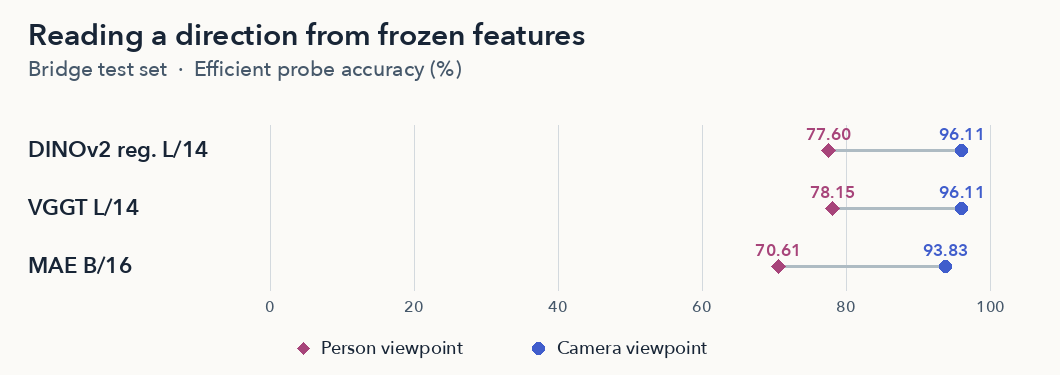 Reading a direction from frozen features
Bridge test set · Efficient probe accuracy (%)
DINOv2 reg. L/14
77.60
96.11
VGGT L/14
78.15
96.11
MAE B/16
70.61
93.83
0 20 40 60 80 100
Person viewpoint
Camera viewpoint